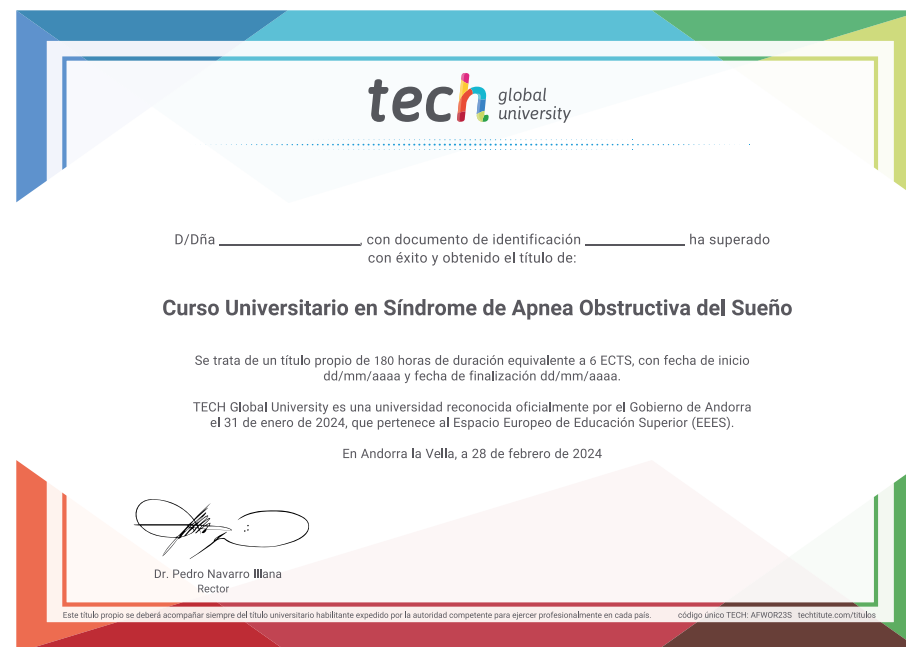 tech global university
D/Dña ________________, con documento de identificación ____________ ha superado
con éxito y obtenido el título de:
Curso Universitario en Síndrome de Apnea Obstructiva del Sueño
Se trata de un título propio de 180 horas de duración equivalente a 6 ECTS, con fecha de inicio
dd/mm/aaaa y fecha de finalización dd/mm/aaaa.
TECH Global University es una universidad reconocida oficialmente por el Gobierno de Andorra
el 31 de enero de 2024, que pertenece al Espacio Europeo de Educación Superior (EEES).
En Andorra la Vella, a 28 de febrero de 2024
Dr. Pedro Navarro Illana
Rector
Este título propio se deberá acompañar siempre del título universitario habilitante expedido por la autoridad competente para ejercer profesionalmente en cada país. código único TECH: AFWOR23S techtitute.com/titulos